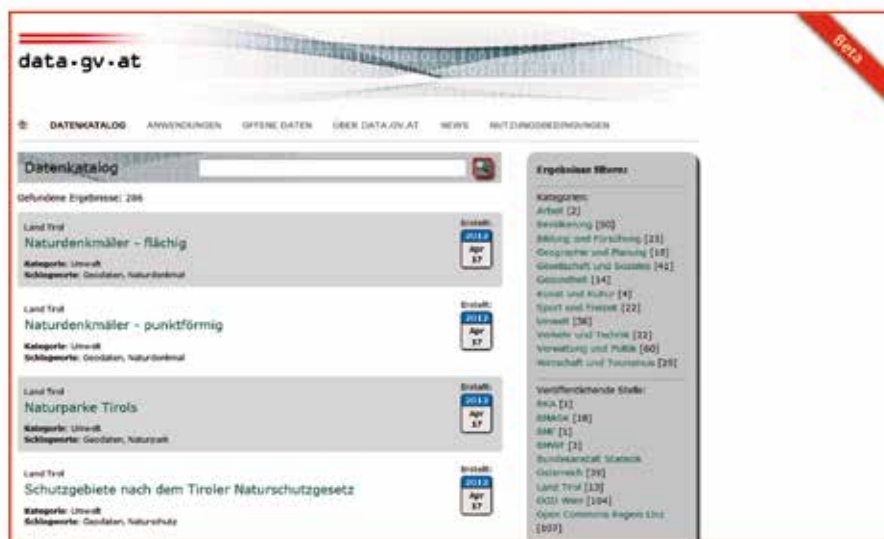 Beta
data.gv.at
DATENKATALOG ANWENDUNGEN OFFENE DATEN ÜBER DATA.GV.AT NEWS NUTZUNGSBEDINGUNGEN
Datenkatalog
Gefundene Ergebnisse: 286
Land Tirol
Naturdenkmäler - flächig
Kategorie: Umwelt
Schlagworte: Geodaten, Naturdenkmal
Erstellt:
2012
Apr
17
Land Tirol
Naturdenkmäler - punktförmig
Kategorie: Umwelt
Schlagworte: Geodaten, Naturdenkmal
Erstellt:
2012
Apr
17
Land Tirol
Naturparke Tirols
Kategorie: Umwelt
Schlagworte: Geodaten, Naturpark
Erstellt:
2012
Apr
17
Land Tirol
Schutzgebiete nach dem Tiroler Naturschutzgesetz
Kategorie: Umwelt
Schlagworte: Geodaten, Naturschutz
Erstellt:
2012
Apr
17
Ergebnisse filtern:
Kategorien:
Arbeit [2]
Bevölkerung [50]
Bildung und Forschung [23]
Geographie und Planung [18]
Gesellschaft und Soziales [41]
Gesundheit [14]
Kunst und Kultur [4]
Sport und Freizeit [22]
Umwelt [36]
Verkehr und Technik [22]
Verwaltung und Politik [60]
Wirtschaft und Tourismus [25]
Veröffentlichende Stelle:
BKA [1]
BMASK [18]
BMF [1]
BMWF [3]
Bundesanstalt Statistik
Österreich [39]
Land Tirol [13]
OGD Wien [104]
Open Commons Region Linz
[107]